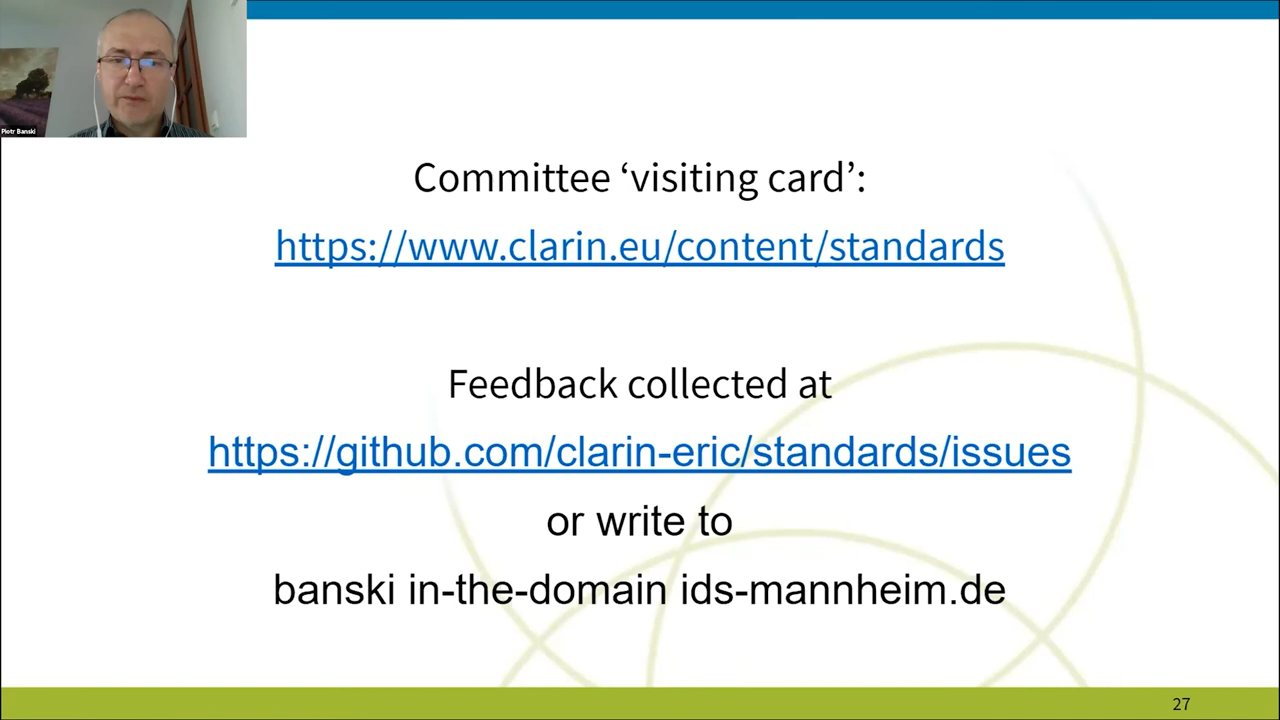 Piotr Banski
Committee ‘visiting card’:
https://www.clarin.eu/content/standards
Feedback collected at
https://github.com/clarin-eric/standards/issues
or write to
banski in-the-domain ids-mannheim.de
27